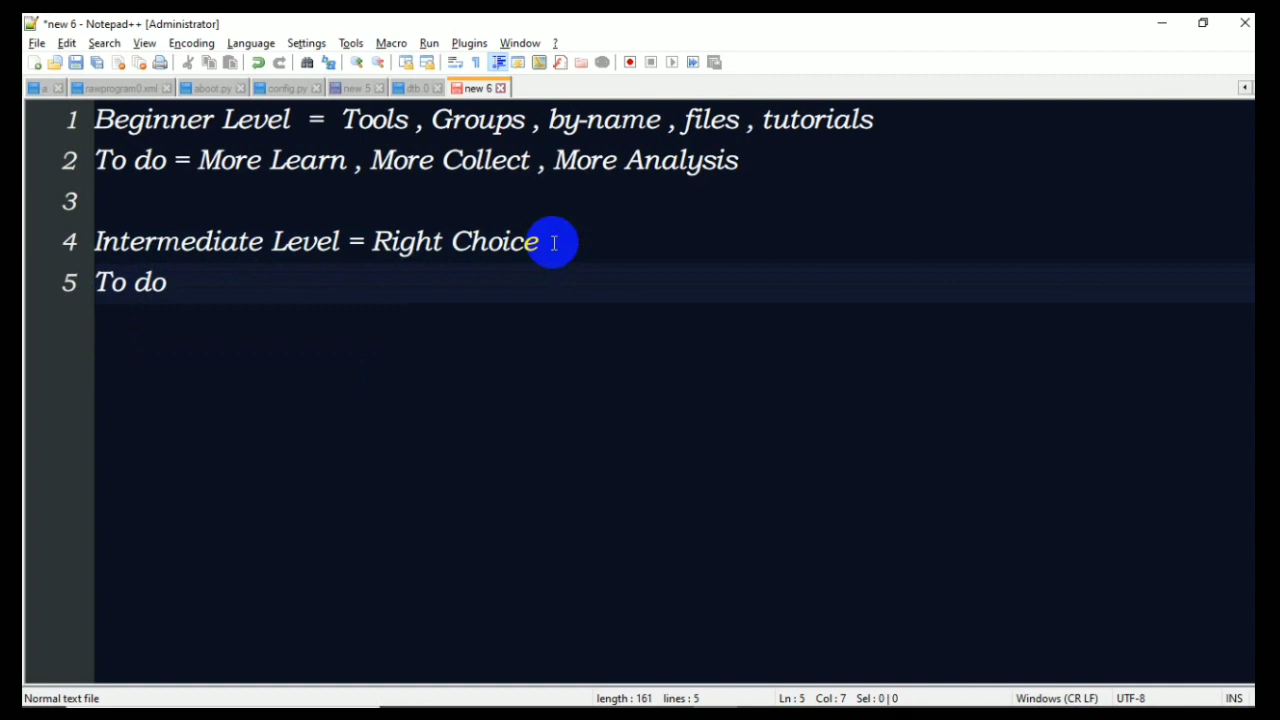 *new 6 - Notepad++ [Administrator]
File Edit Search View Encoding Language Settings Tools Macro Run Plugins Window ?
a rawprogram0.xml aboot.py config.py new 5 dtb 0 new 6
1 Beginner Level = Tools , Groups , by-name , files , tutorials
2 To do = More Learn , More Collect , More Analysis
3
4 Intermediate Level = Right Choice
5 To do
Normal text file length : 161 lines : 5 Ln : 5 Col : 7 Sel : 0 | 0 Windows (CR LF) UTF-8 INS